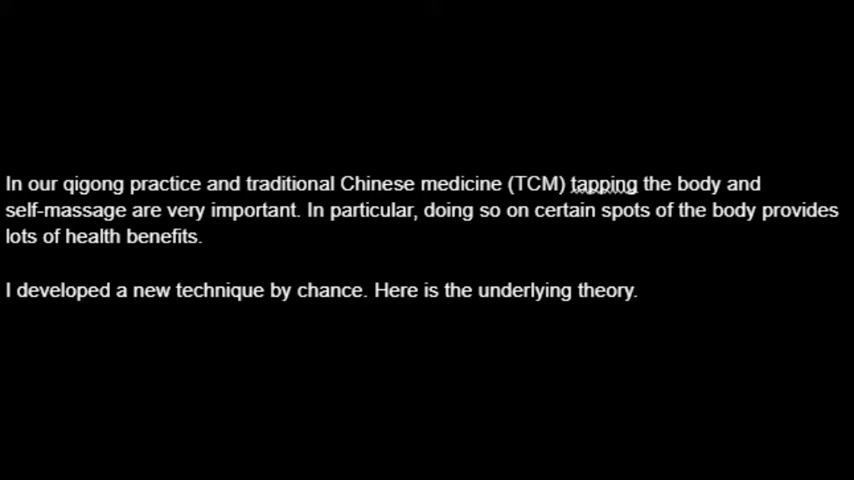 In our qigong practice and traditional Chinese medicine (TCM) tapping the body and
self-massage are very important. In particular, doing so on certain spots of the body provides
lots of health benefits.
I developed a new technique by chance. Here is the underlying theory.